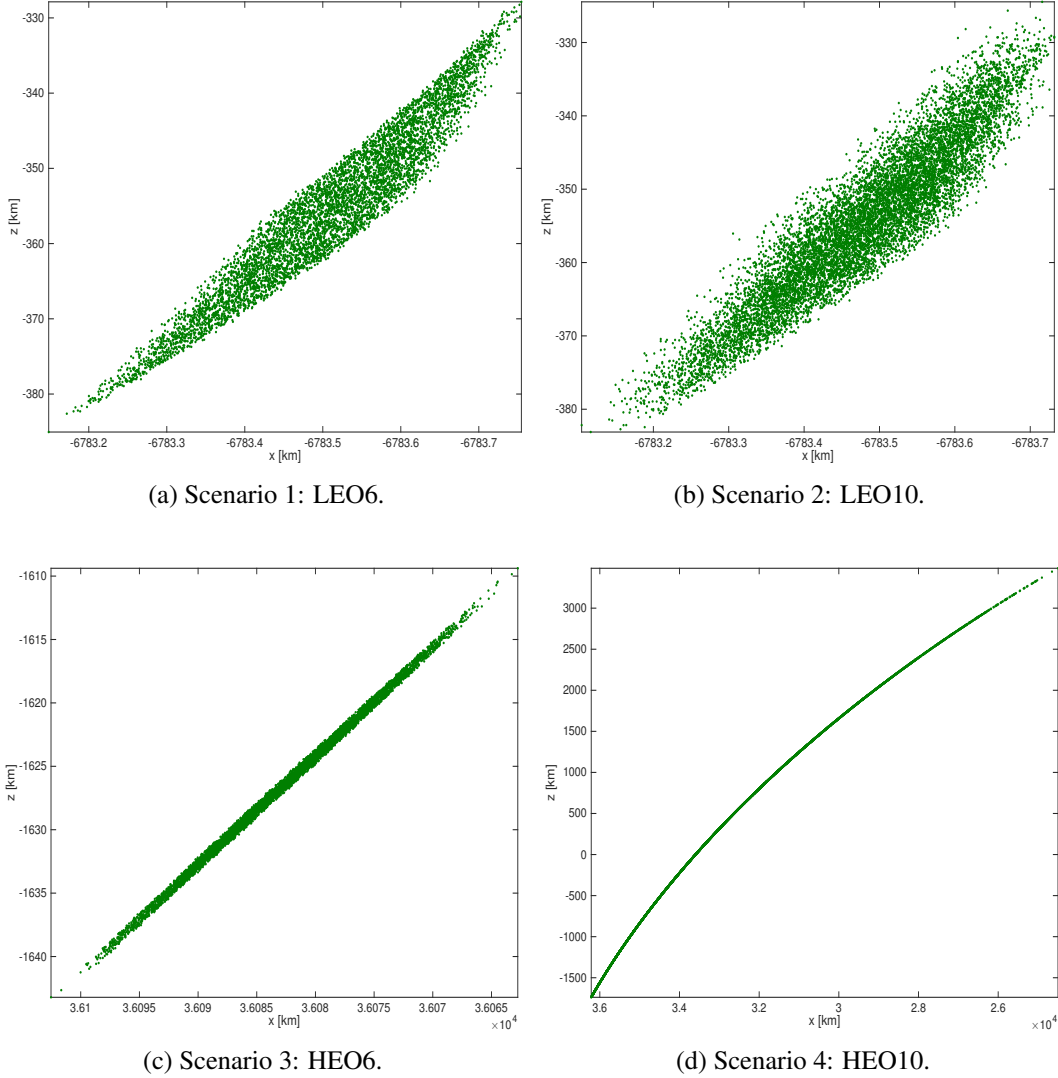 -330
-340
-350
-360
-370
-380
z [km]
-6783.2 -6783.3 -6783.4 -6783.5 -6783.6 -6783.7
x [km]
(a) Scenario 1: LEO6.
-330
-340
-350
-360
-370
-380
z [km]
-6783.2 -6783.3 -6783.4 -6783.5 -6783.6 -6783.7
x [km]
(b) Scenario 2: LEO10.
-1610
-1615
-1620
-1625
-1630
-1635
-1640
z [km]
3.61 3.6095 3.609 3.6085 3.608 3.6075 3.607 3.6065
x [km]
×10⁴
(c) Scenario 3: HEO6.
3000
2500
2000
1500
1000
500
0
-500
-1000
-1500
z [km]
3.6 3.4 3.2 3 2.8 2.6
x [km]
×10⁴
(d) Scenario 4: HEO10.